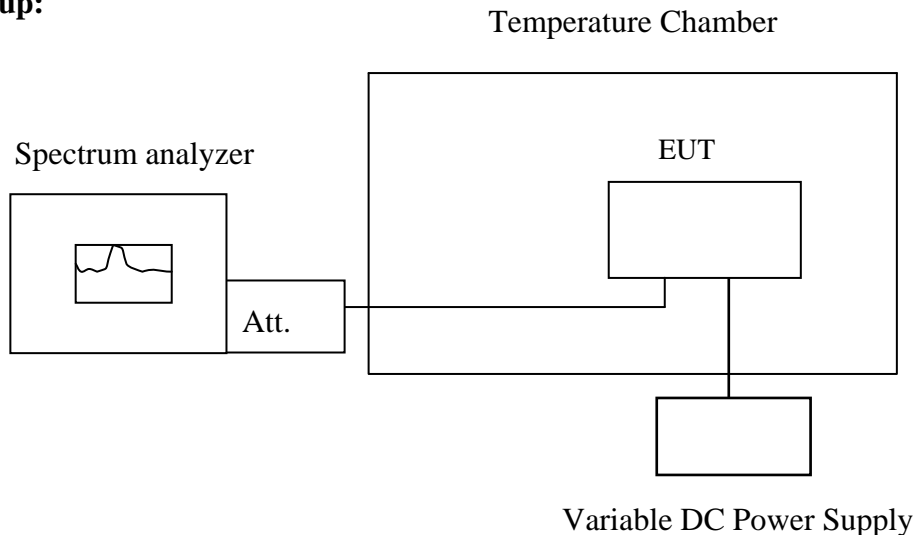 up:
Temperature Chamber
Spectrum analyzer
EUT
Att.
Variable DC Power Supply